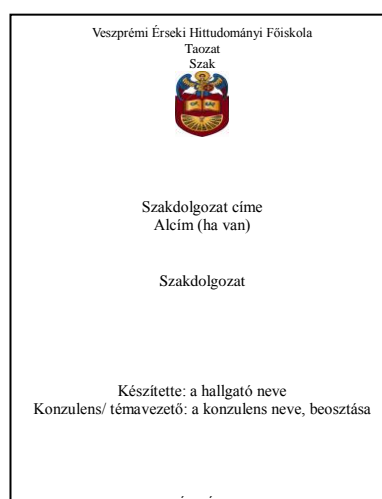 Veszprémi Érseki Hittudományi Főiskola
Taozat
Szak
Szakdolgozat címe
Alcím (ha van)
Szakdolgozat
Készítette: a hallgató neve
Konzulens/ témavezető: a konzulens neve, beosztása